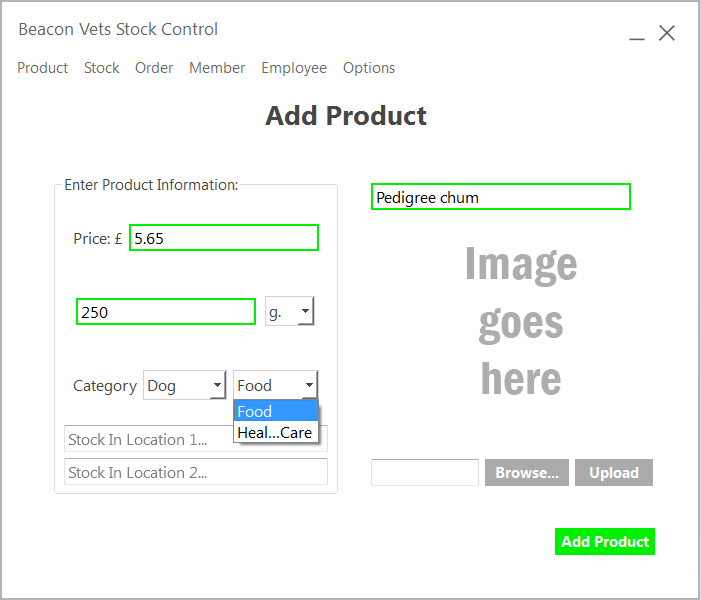 Beacon Vets Stock Control
Product Stock Order Member Employee Options
Add Product
Enter Product Information:
Price: £ 5.65
250 g.
Category Dog Food
Food
Heal...Care
Stock In Location 1...
Stock In Location 2...
Pedigree chum
Image
goes
here
Browse... Upload
Add Product